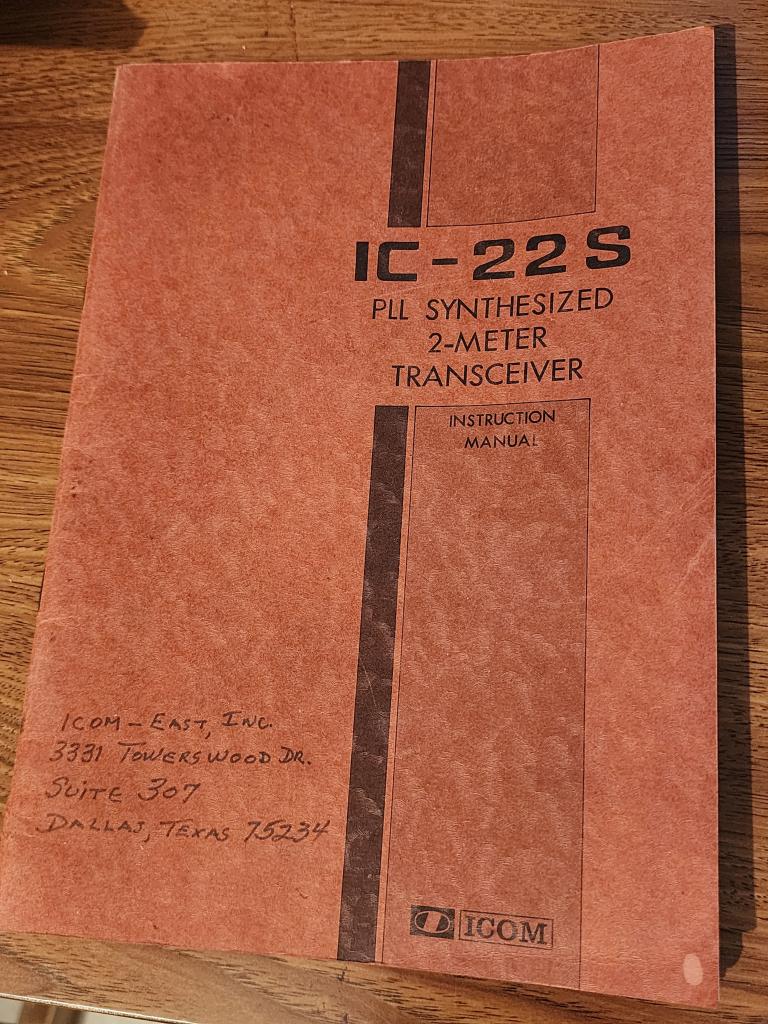 IC-22S
PLL SYNTHESIZED
2-METER
TRANSCEIVER
INSTRUCTION
MANUAL
ICOM - EAST, INC.
3331 TOWERSWOOD DR.
SUITE 307
DALLAS, TEXAS 75234
ICOM